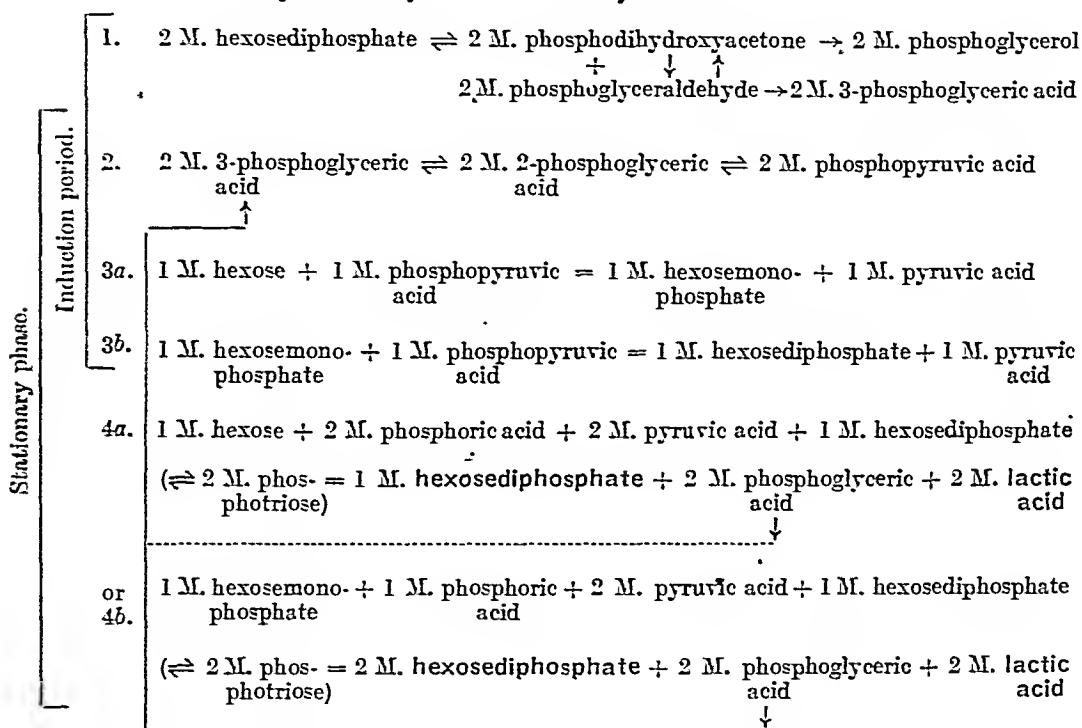 1. 2 M. hexosediphosphate ⇌ 2 M. phosphodihydroxyacetone → 2 M. phosphoglycerol
+ ↓ ↑
2 M. phosphoglyceraldehyde → 2 M. 3-phosphoglyceric acid
2. 2 M. 3-phosphoglyceric ⇌ 2 M. 2-phosphoglyceric ⇌ 2 M. phosphopyruvic acid
acid acid
↑
3a. 1 M. hexose + 1 M. phosphopyruvic = 1 M. hexosemono- + 1 M. pyruvic acid
acid phosphate
3b. 1 M. hexosemono- + 1 M. phosphopyruvic = 1 M. hexosediphosphate + 1 M. pyruvic
phosphate acid acid
4a. 1 M. hexose + 2 M. phosphoric acid + 2 M. pyruvic acid + 1 M. hexosediphosphate
(⇌ 2 M. phos- = 1 M. hexosediphosphate + 2 M. phosphoglyceric + 2 M. lactic
photriose) acid acid
↓
or 1 M. hexosemono- + 1 M. phosphoric + 2 M. pyruvic acid + 1 M. hexosediphosphate
4b. phosphate acid
(⇌ 2 M. phos- = 2 M. hexosediphosphate + 2 M. phosphoglyceric + 2 M. lactic
photriose) acid acid
↓
Induction period.
Stationary phase.